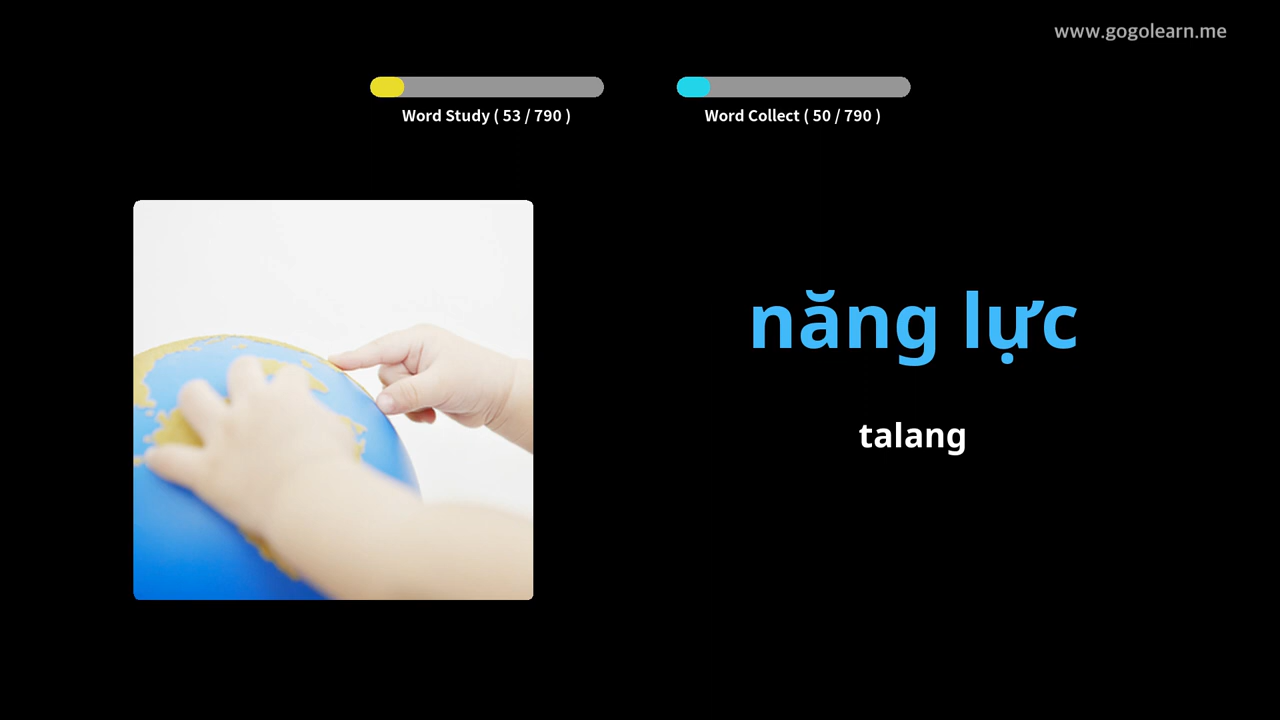 www.gogolearn.me
Word Study ( 53 / 790 )
Word Collect ( 50 / 790 )
năng lực
talang